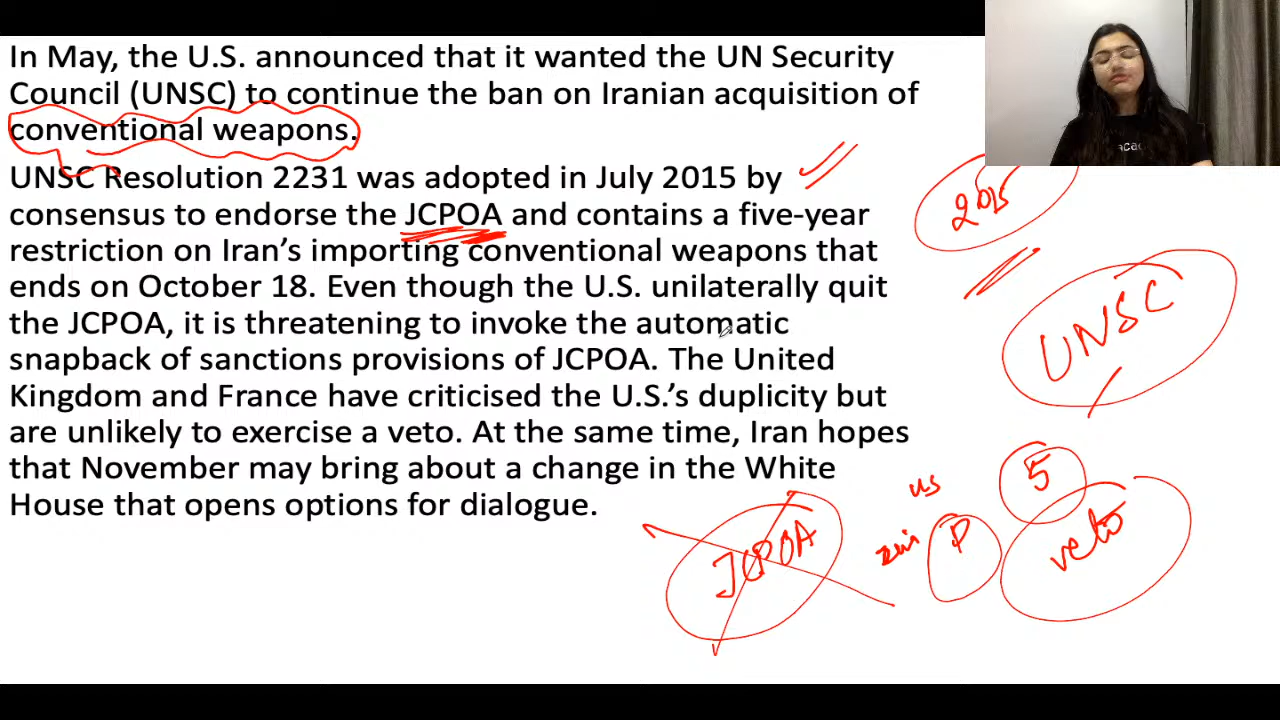 In May, the U.S. announced that it wanted the UN Security
Council (UNSC) to continue the ban on Iranian acquisition of
conventional weapons.
UNSC Resolution 2231 was adopted in July 2015 by
consensus to endorse the JCPOA and contains a five-year
restriction on Iran’s importing conventional weapons that
ends on October 18. Even though the U.S. unilaterally quit
the JCPOA, it is threatening to invoke the automatic
snapback of sanctions provisions of JCPOA. The United
Kingdom and France have criticised the U.S.’s duplicity but
are unlikely to exercise a veto. At the same time, Iran hopes
that November may bring about a change in the White
House that opens options for dialogue.
2015
UNSC
5
us
P
veto
JCPOA